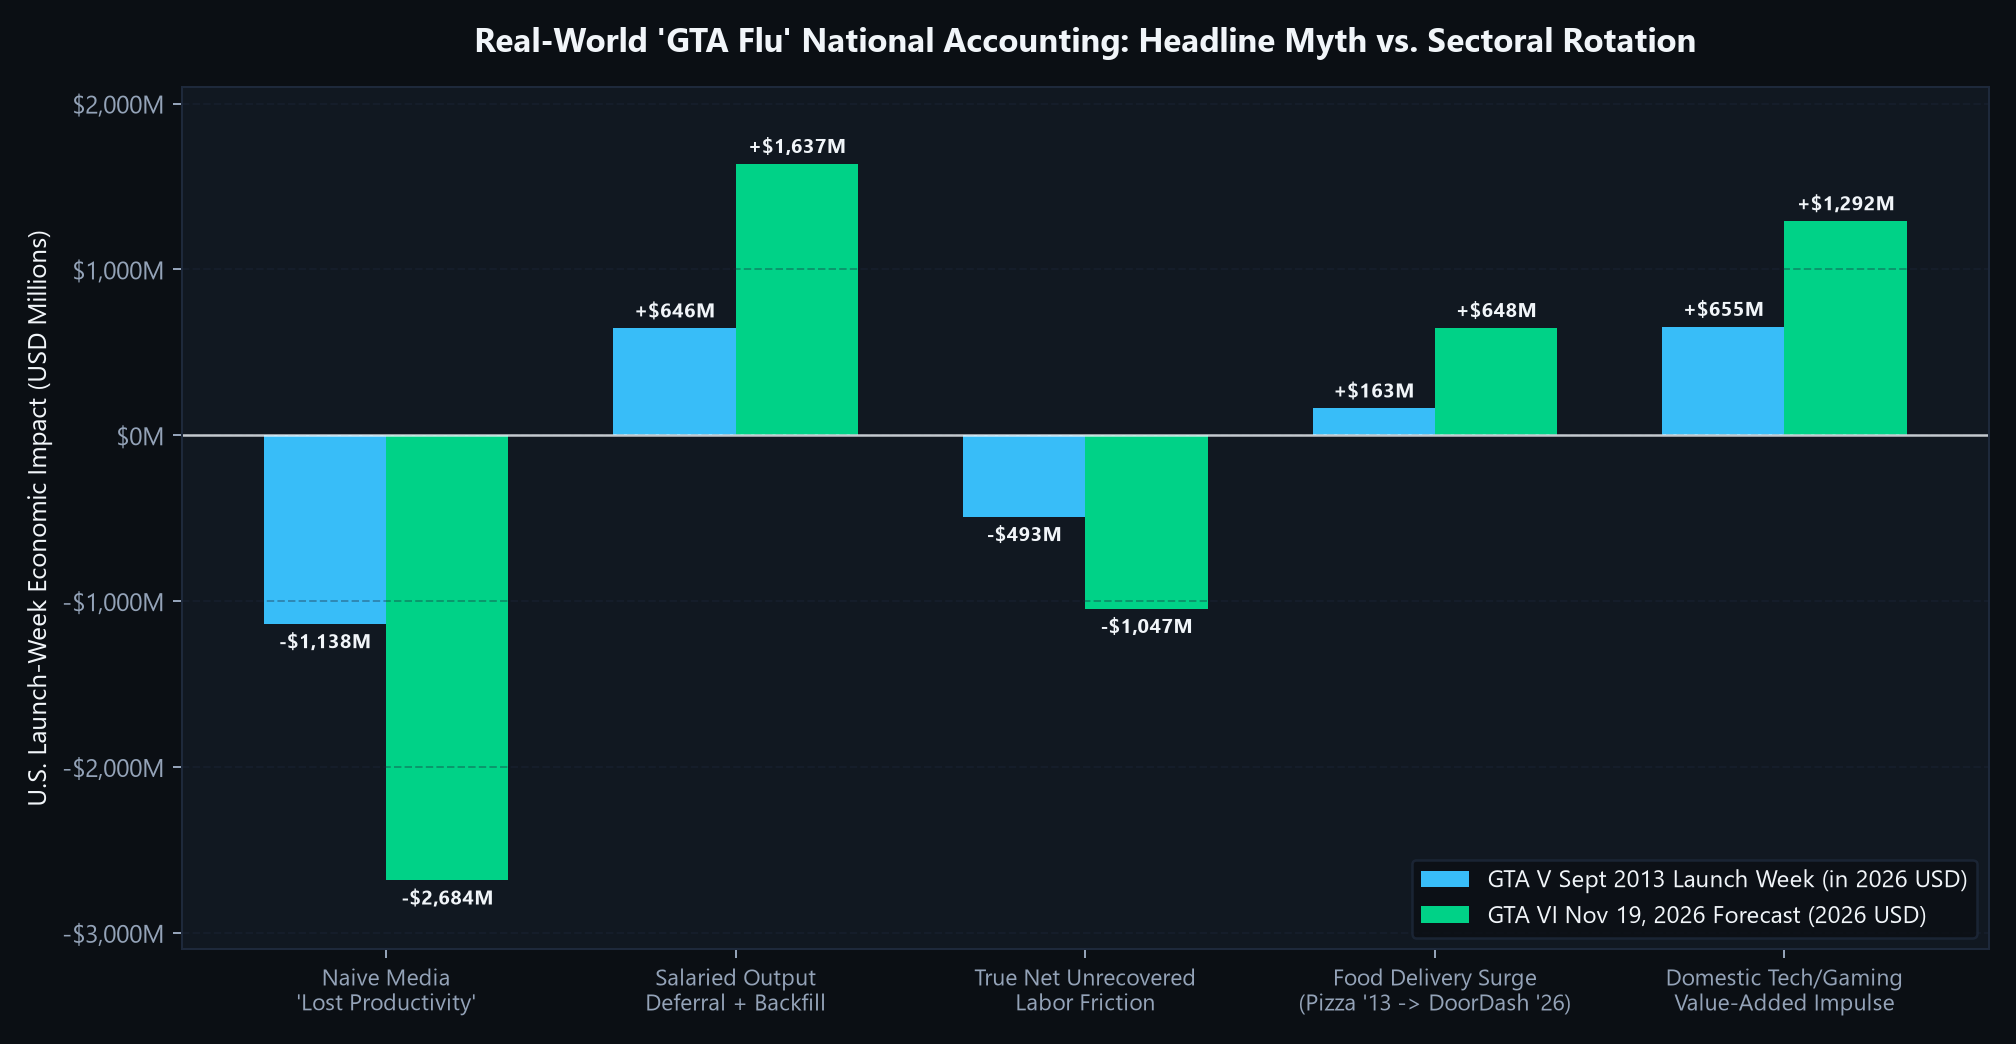 Real-World 'GTA Flu' National Accounting: Headline Myth vs. Sectoral Rotation
U.S. Launch-Week Economic Impact (USD Millions)
$2,000M
$1,000M
$0M
-$1,000M
-$2,000M
-$3,000M
-$1,138M
-$2,684M
+$646M
+$1,637M
-$493M
-$1,047M
+$163M
+$648M
+$655M
+$1,292M
Naive Media
'Lost Productivity'
Salaried Output
Deferral + Backfill
True Net Unrecovered
Labor Friction
Food Delivery Surge
(Pizza '13 -> DoorDash '26)
Domestic Tech/Gaming
Value-Added Impulse
GTA V Sept 2013 Launch Week (in 2026 USD)
GTA VI Nov 19, 2026 Forecast (2026 USD)